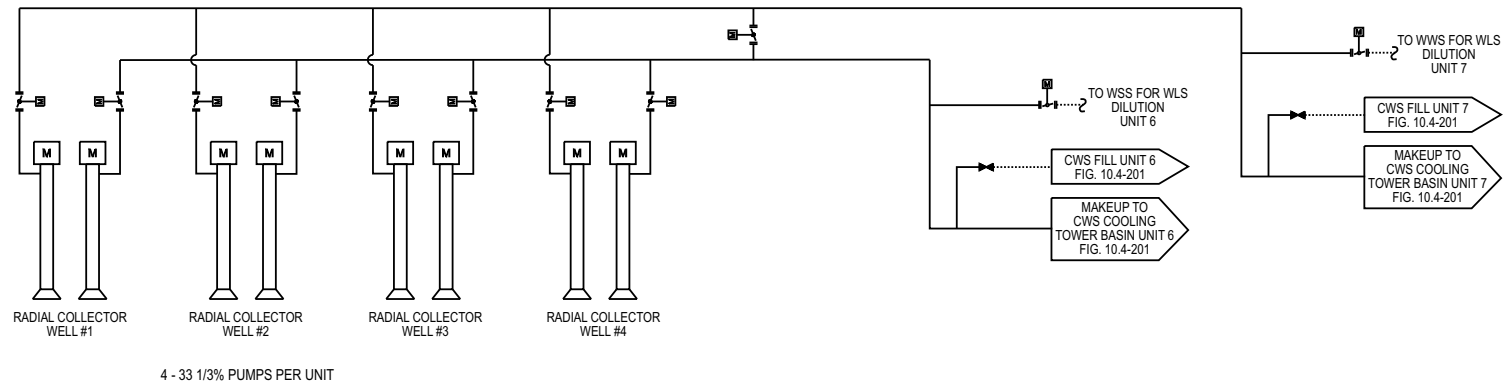 M
M
TO WWS FOR WLS
DILUTION
UNIT 7
M
TO WSS FOR WLS
DILUTION
UNIT 6
CWS FILL UNIT 7
FIG. 10.4-201
M
M
M
M
M
M
M
M
MAKEUP TO
CWS COOLING
TOWER BASIN UNIT 7
FIG. 10.4-201
M
M
M
M
M
M
M
M
CWS FILL UNIT 6
FIG. 10.4-201
MAKEUP TO
CWS COOLING
TOWER BASIN UNIT 6
FIG. 10.4-201
RADIAL COLLECTOR
WELL #1
RADIAL COLLECTOR
WELL #2
RADIAL COLLECTOR
WELL #3
RADIAL COLLECTOR
WELL #4
4 - 33 1/3% PUMPS PER UNIT